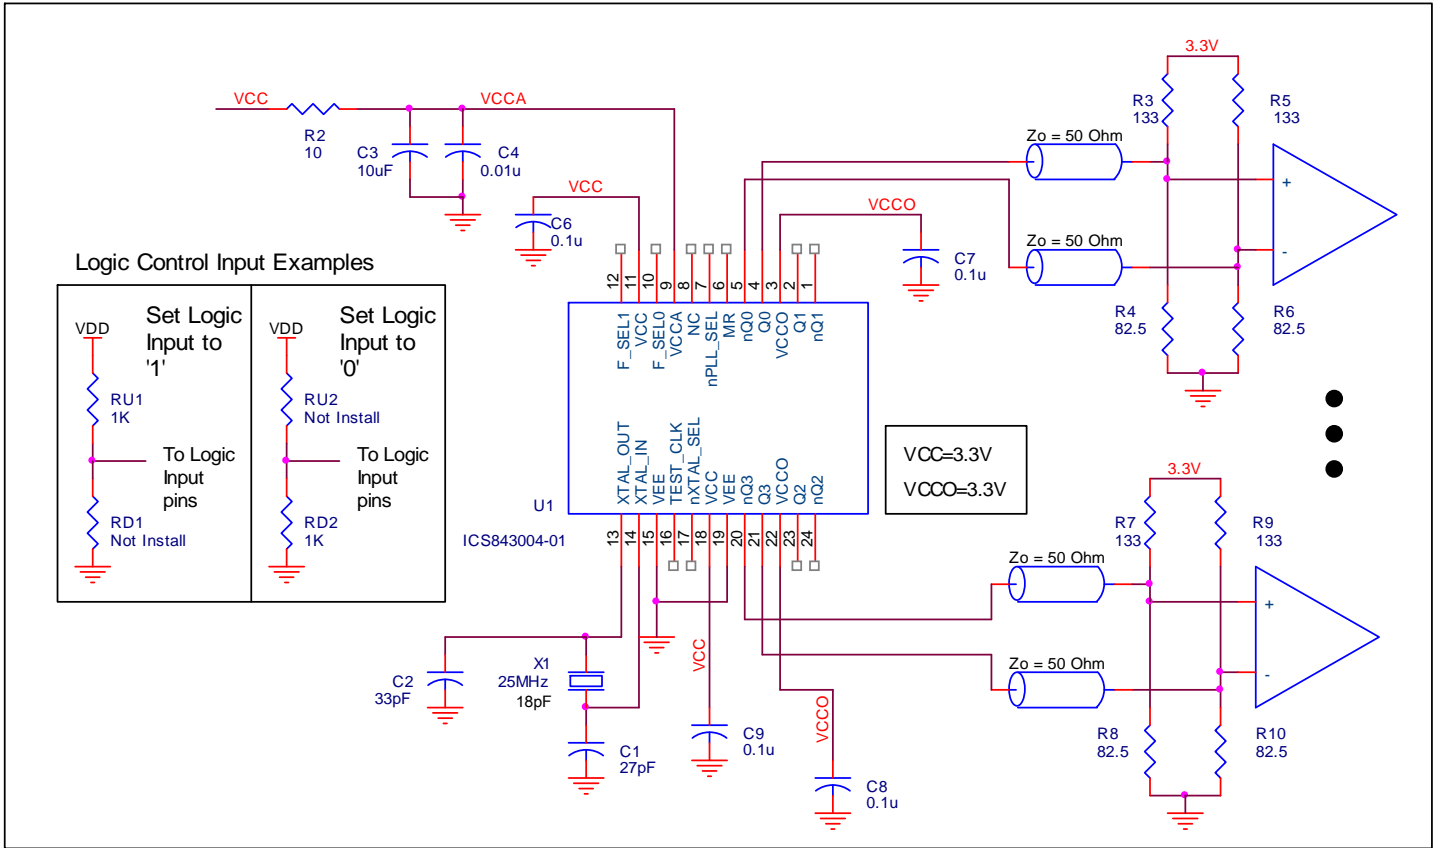 VCC
R2
10
VCCA
C3
10uF
C4
0.01u
VCC
C6
0.1u
VCCO
C7
0.1u
3.3V
R3
133
R5
133
Zo = 50 Ohm
Zo = 50 Ohm
+
-
R4
82.5
R6
82.5
Logic Control Input Examples
VDD
Set Logic
Input to
'1'
RU1
1K
To Logic
Input
pins
RD1
Not Install
VDD
Set Logic
Input to
'0'
RU2
Not Install
To Logic
Input
pins
RD2
1K
12
11
10
9
8
7
6
5
4
3
2
1
F_SEL1
VCC
F_SEL0
VCCA
NC
nPLL_SEL
MR
nQ0
Q0
VCCO
Q1
nQ1
XTAL_OUT
XTAL_IN
VEE
TEST_CLK
nXTAL_SEL
VCC
VEE
nQ3
Q3
VCCO
Q2
nQ2
U1
ICS843004-01
13
14
15
16
17
18
19
20
21
22
23
24
VCC=3.3V
VCCO=3.3V
C2
33pF
X1
25MHz
18pF
C1
27pF
VCC
C9
0.1u
VCCO
C8
0.1u
3.3V
R7
133
R9
133
Zo = 50 Ohm
Zo = 50 Ohm
+
-
R8
82.5
R10
82.5